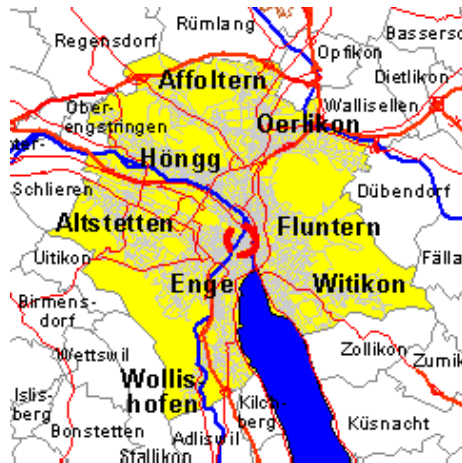 Rümlang
Bassersd
Regensdorf
Opfikon
Affoltern
Dietlikon
Ober-
engstringen
Wallisellen
Oerlikon
Höngg
Schlieren
Dübendorf
Altstetten
Fluntern
Uitikon
Fälla
Enge
Witikon
Birmens-
dorf
Wettswil
Zollikon
Zumik
Wollis
hofen
Islis-
berg
Kilch-
berg
Bonstetten
Küsnacht
Adliswil
Stallikon